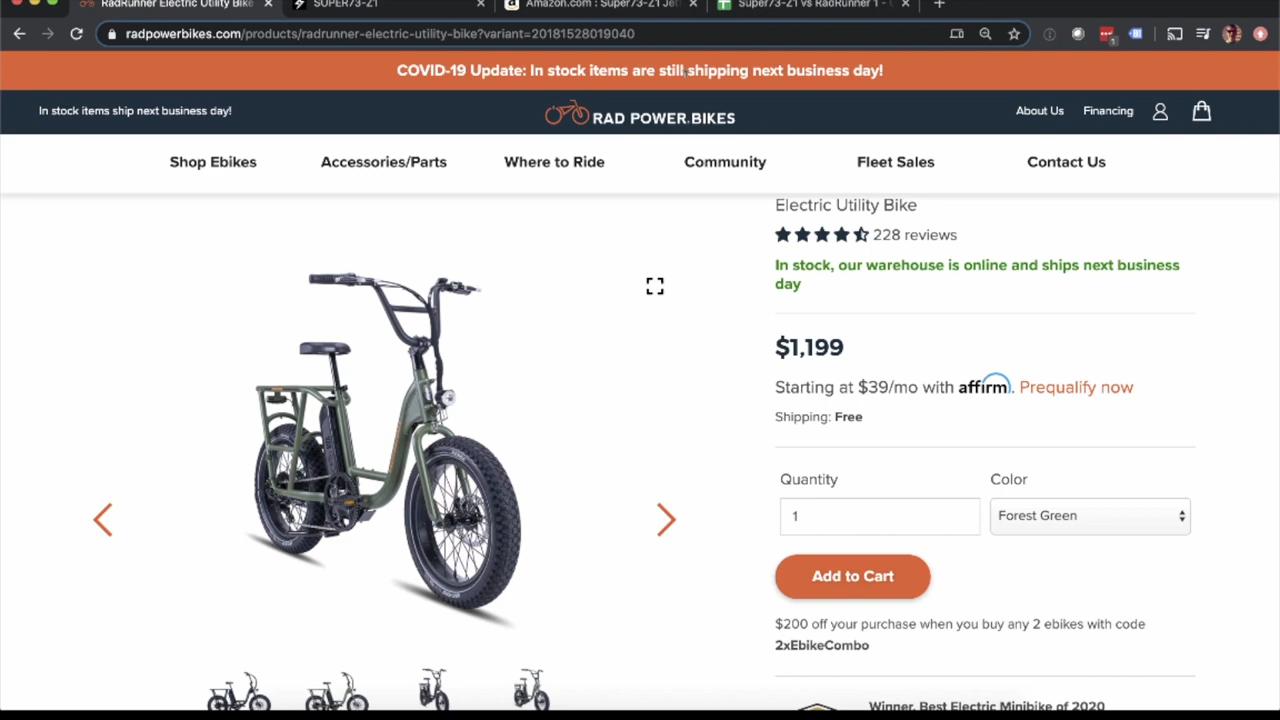 RadRunner Electric Utility Bike
SUPER73-Z1
Amazon.com : Super73-Z1 Jet
Super73-Z1 vs RadRunner 1 -
radpowerbikes.com/products/radrunner-electric-utility-bike?variant=20181528019040
COVID-19 Update: In stock items are still shipping next business day!
In stock items ship next business day!
RAD POWER BIKES
About Us
Financing
Shop Ebikes
Accessories/Parts
Where to Ride
Community
Fleet Sales
Contact Us
Electric Utility Bike
228 reviews
In stock, our warehouse is online and ships next business
day
$1,199
Starting at $39/mo with affirm. Prequalify now
Shipping: Free
Quantity
Color
1
Forest Green
Add to Cart
$200 off your purchase when you buy any 2 ebikes with code
2xEbikeCombo
Winner, Best Electric Minibike of 2020